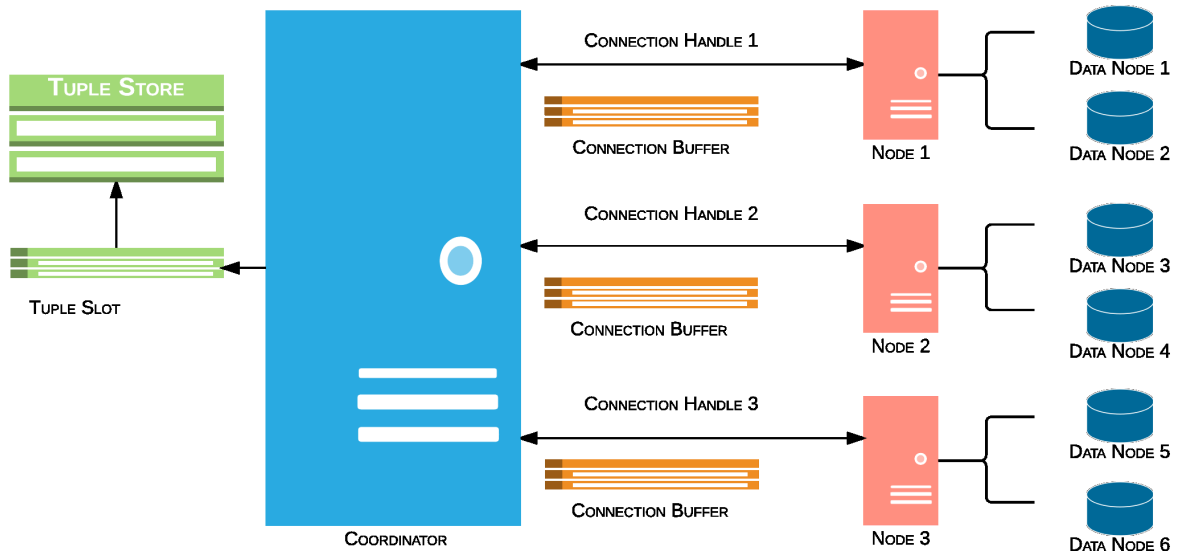 Tuple Store
Tuple Slot
Coordinator
Connection Handle 1
Connection Buffer
Node 1
Data Node 1
Data Node 2
Connection Handle 2
Connection Buffer
Node 2
Data Node 3
Data Node 4
Connection Handle 3
Connection Buffer
Node 3
Data Node 5
Data Node 6